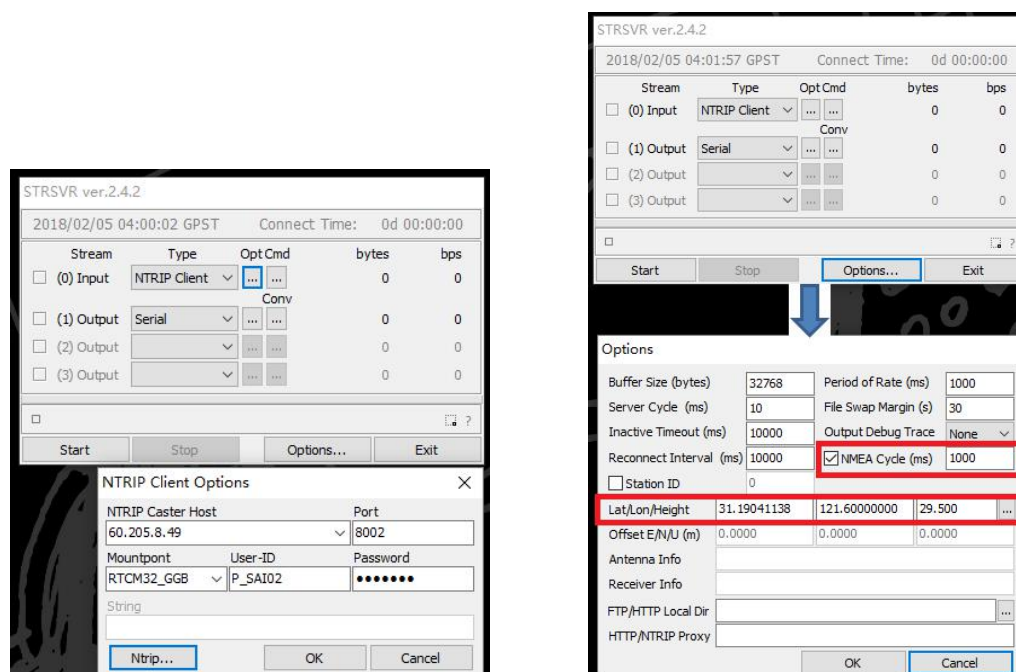 STRSVR ver.2.4.2
2018/02/05 04:00:02 GPST Connect Time: 0d 00:00:00
Stream Type Opt Cmd bytes bps
(0) Input NTRIP Client ... ... 0 0
Conv
(1) Output Serial ... ... 0 0
(2) Output ... ... 0 0
(3) Output ... ... 0 0
?
Start Stop Options... Exit
NTRIP Client Options
NTRIP Caster Host Port
60.205.8.49 8002
Mountpont User-ID Password
RTCM32_GGB P_SAI02 •••••••
String
Ntrip... OK Cancel
STRSVR ver.2.4.2
2018/02/05 04:01:57 GPST Connect Time: 0d 00:00:00
Stream Type Opt Cmd bytes bps
(0) Input NTRIP Client ... ... 0 0
Conv
(1) Output Serial ... ... 0 0
(2) Output ... ... 0 0
(3) Output ... ... 0 0
?
Start Stop Options... Exit
Options
Buffer Size (bytes) 32768 Period of Rate (ms) 1000
Server Cycle (ms) 10 File Swap Margin (s) 30
Inactive Timeout (ms) 10000 Output Debug Trace None
Reconnect Interval (ms) 10000 NMEA Cycle (ms) 1000
Station ID 0
Lat/Lon/Height 31.19041138 121.60000000 29.500 ...
Offset E/N/U (m) 0.0000 0.0000 0.0000
Antenna Info
Receiver Info
FTP/HTTP Local Dir ...
HTTP/NTRIP Proxy
OK Cancel